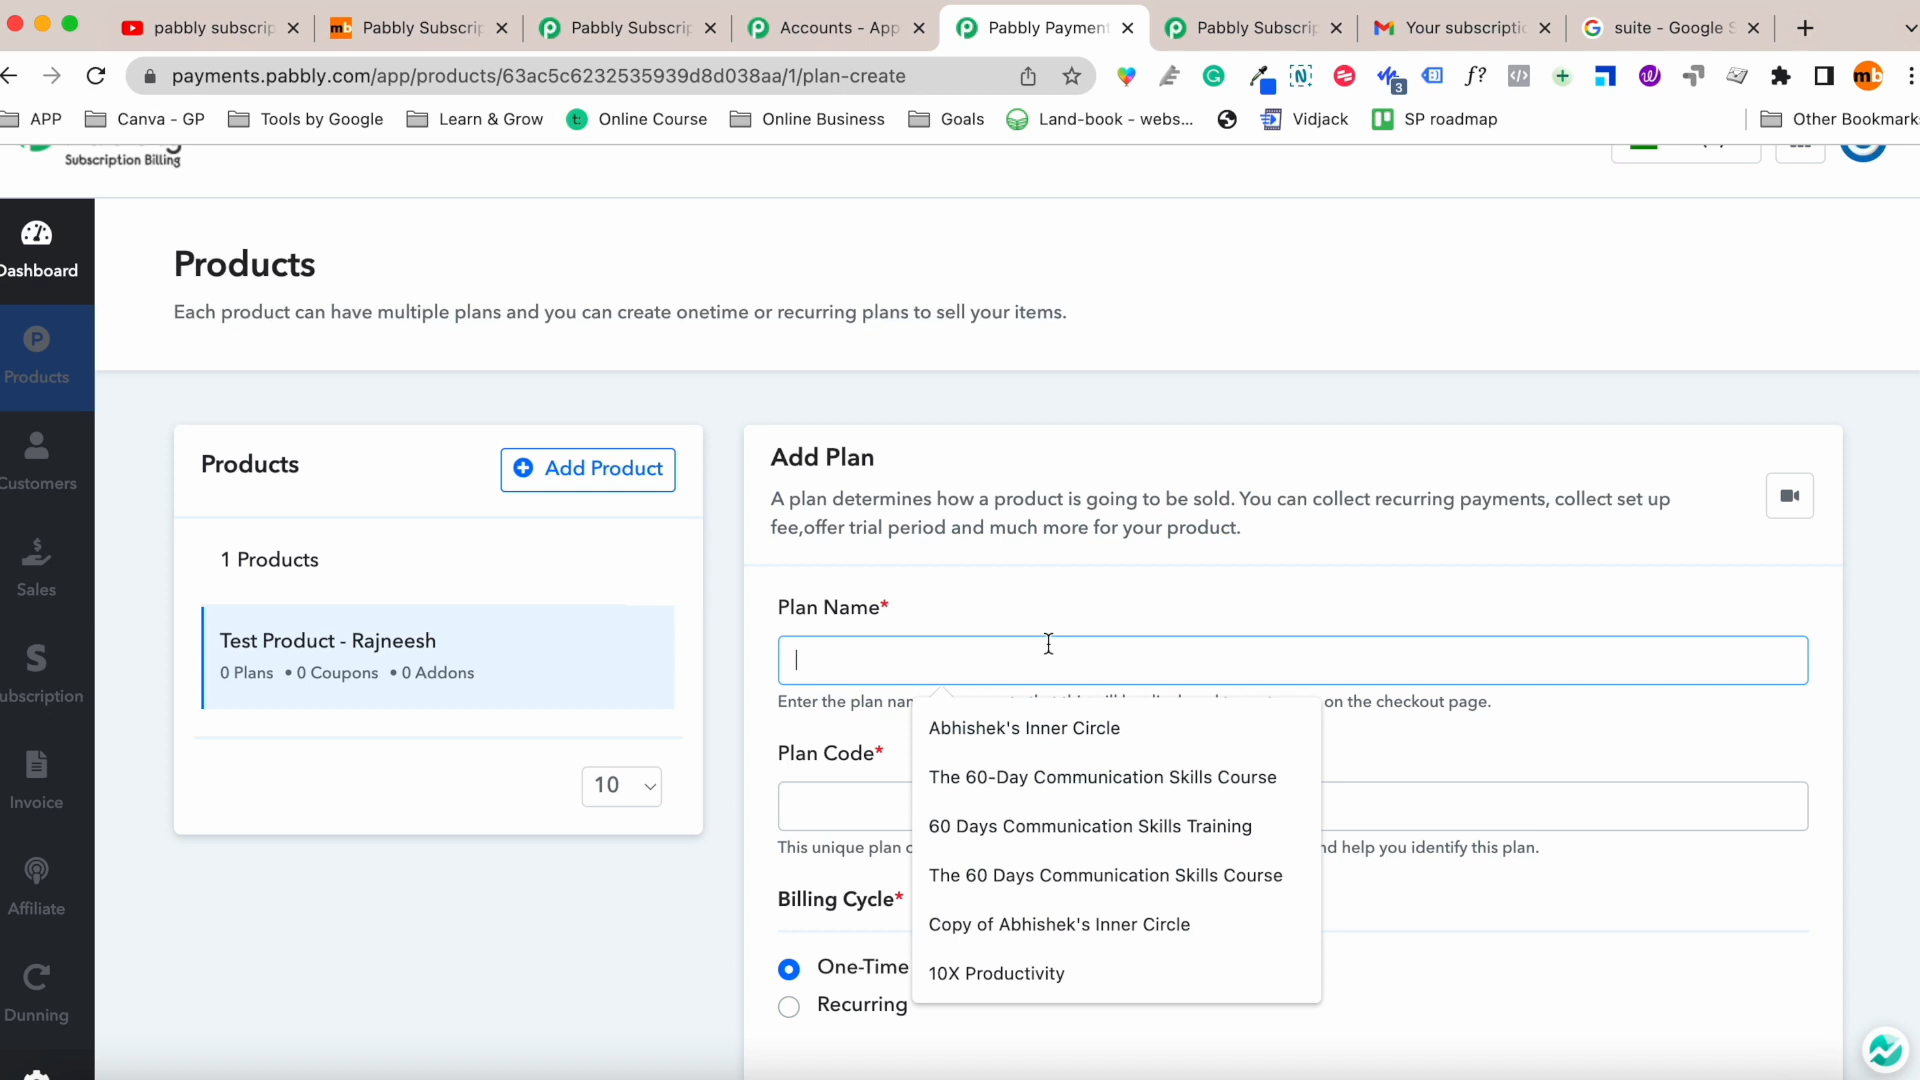 pabbly subscrip
Pabbly Subscrip
Pabbly Subscrip
Accounts - App
Pabbly Payment
Pabbly Subscrip
Your subscriptic
suite - Google S
payments.pabbly.com/app/products/63ac5c6232535939d8d038aa/1/plan-create
f?
3
mb
APP
Canva - GP
Tools by Google
Learn & Grow
Online Course
Online Business
Goals
Land-book - webs...
Vidjack
SP roadmap
Other Bookmark
Subscription Billing
Dashboard
Products
Customers
Sales
ubscription
Invoice
Affiliate
Dunning
Products
Each product can have multiple plans and you can create onetime or recurring plans to sell your items.
Products
Add Product
1 Products
Test Product - Rajneesh
0 Plans • 0 Coupons • 0 Addons
10
Add Plan
A plan determines how a product is going to be sold. You can collect recurring payments, collect set up
fee,offer trial period and much more for your product.
Plan Name*
Enter the plan nam on the checkout page.
Abhishek's Inner Circle
Plan Code*
The 60-Day Communication Skills Course
60 Days Communication Skills Training
This unique plan c nd help you identify this plan.
The 60 Days Communication Skills Course
Billing Cycle*
Copy of Abhishek's Inner Circle
One-Time
10X Productivity
Recurring